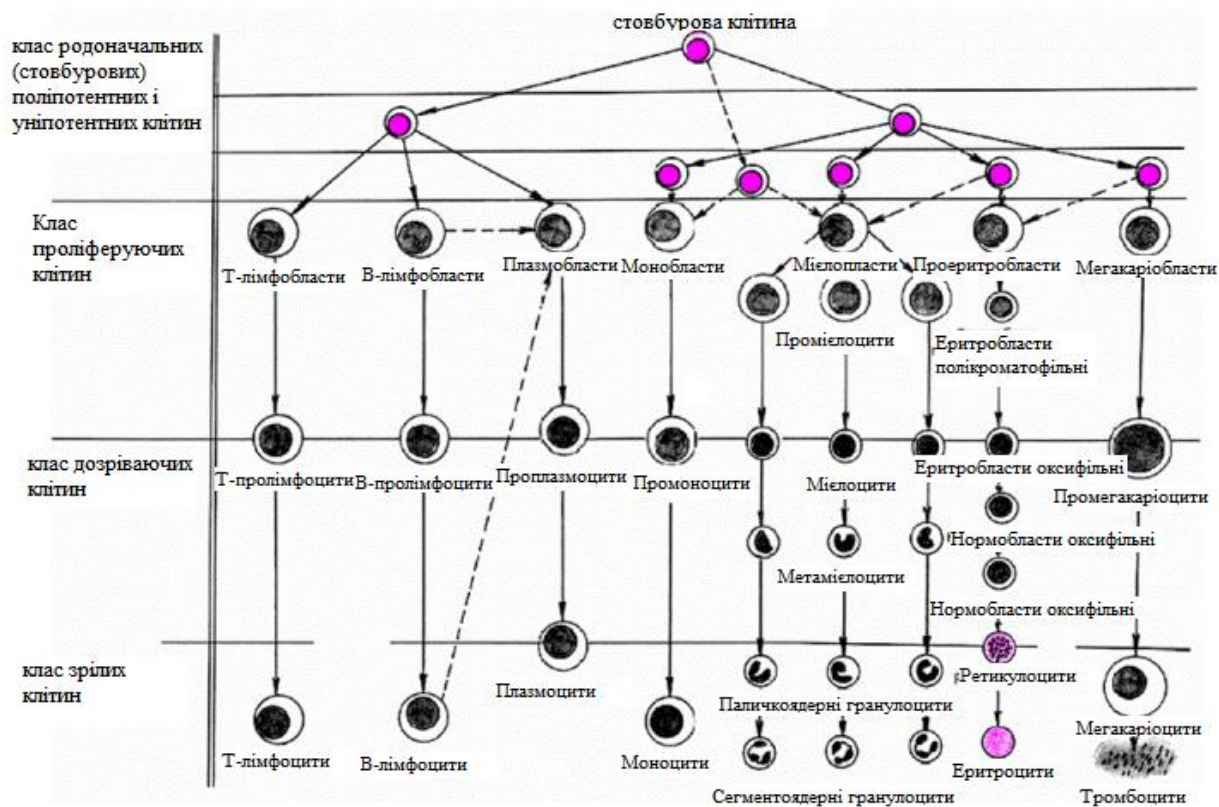 стовбурова клітина
клас родоначальних
(стовбурових)
поліпотентних і
уніпотентних клітин
Клас
проліферуючих
клітин
Т-лімфобласти
В-лімфобласти
Плазмобласти
Монобласти
Мієлопласти
Проеритробласти
Мегакаріобласти
Промієлоцити
Еритробласти
полікроматофільні
клас дозріваючих
клітин
Т-пролімфоцити
В-пролімфоцити
Проплазмоцити
Промоноцити
Мієлоцити
Еритробласти оксифільні
Промегакаріоцити
Нормобласти оксифільні
Метамієлоцити
Нормобласти оксифільні
клас зрілих
клітин
Плазмоцити
Ретикулоцити
Паличкоядерні гранулоцити
Мегакаріоцити
Т-лімфоцити
В-лімфоцити
Моноцити
Еритроцити
Сегментоядерні гранулоцити
Тромбоцити